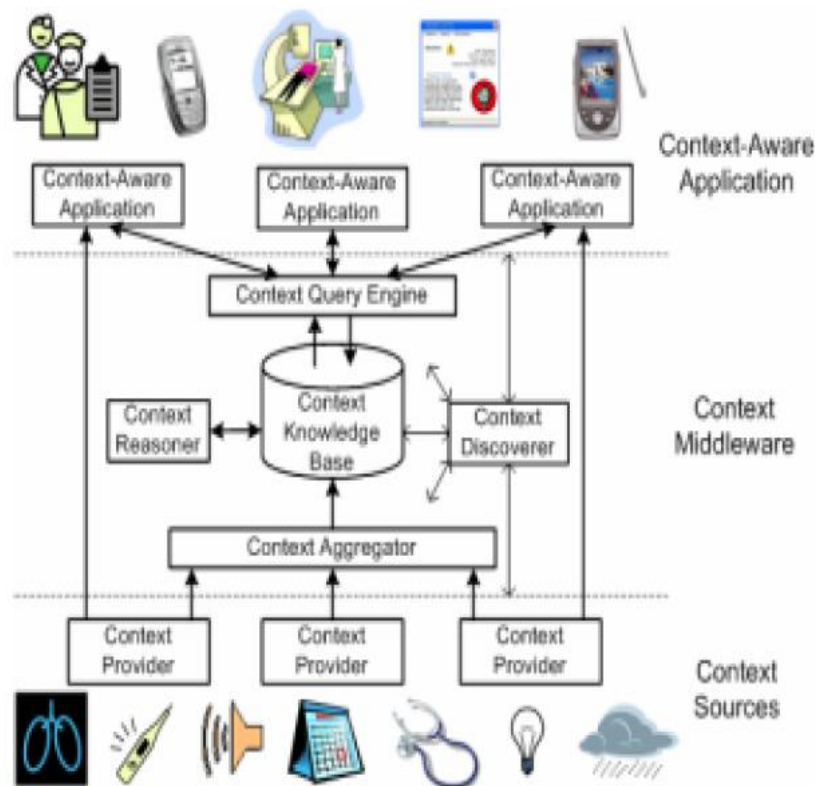 Context-Aware
Application
Context-Aware
Application
Context-Aware
Application
Context-Aware
Application
Context Query Engine
Context
Reasoner
Context
Knowledge
Base
Context
Discoverer
Context
Middleware
Context Aggregator
Context
Provider
Context
Provider
Context
Provider
Context
Sources